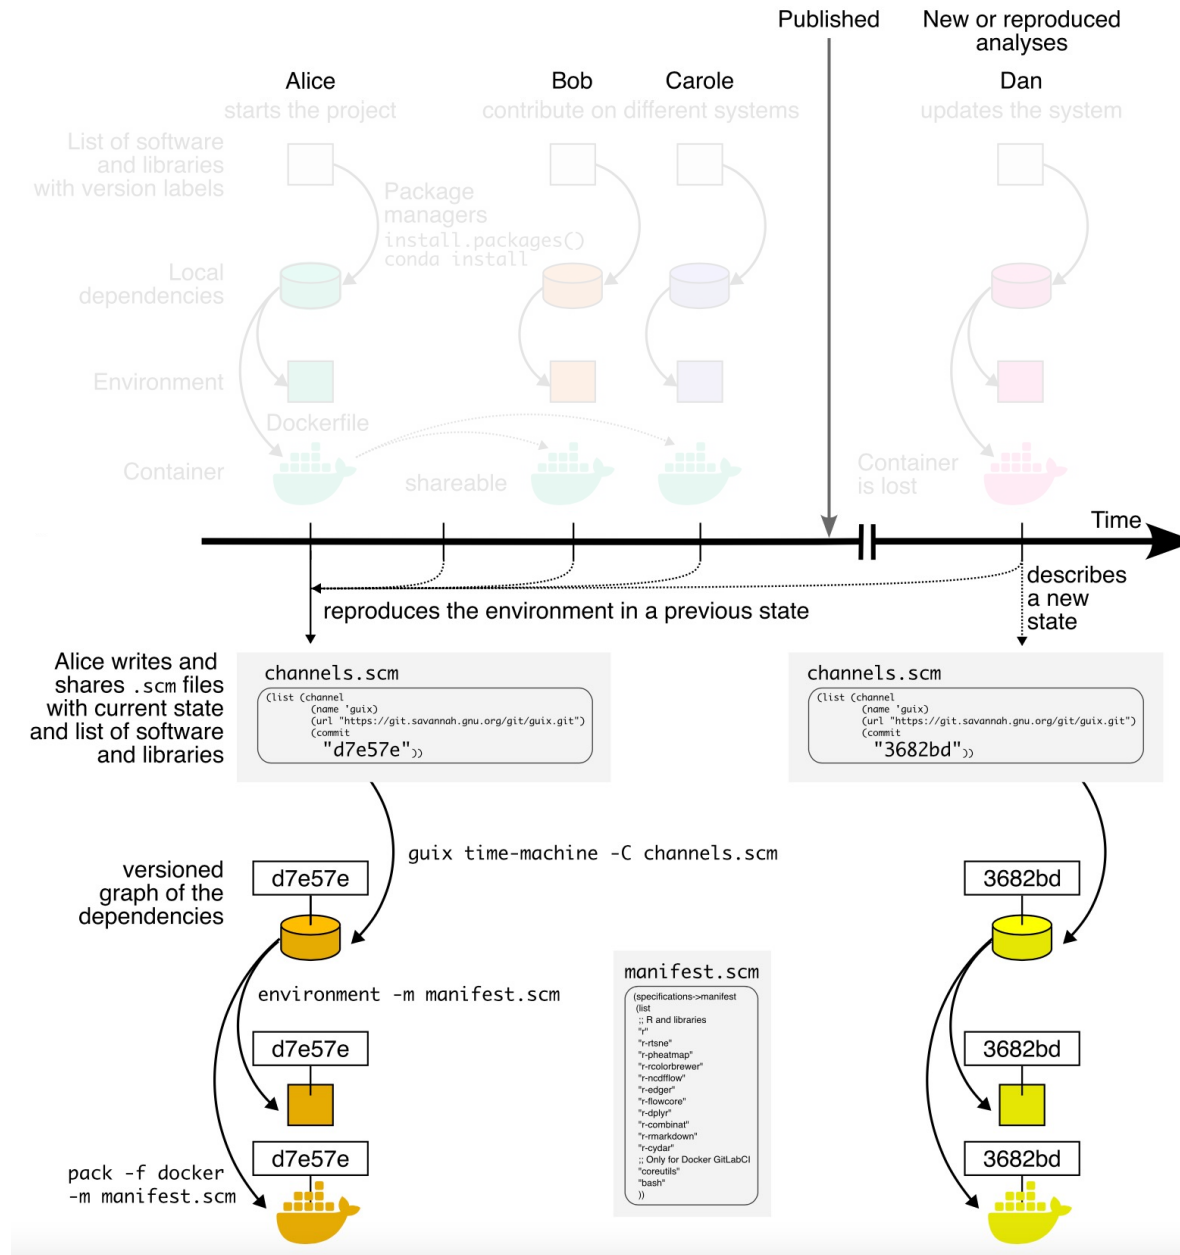 Published
New or reproduced
analyses
Alice
Bob
Carole
Dan
starts the project
contribute on different systems
updates the system
List of software
and libraries
with version labels
Package
managers
install.packages()
conda install
Local
dependencies
Environment
Dockerfile
Container
shareable
Container
is lost
Time
reproduces the environment in a previous state
describes
a new
state
Alice writes and
shares .scm files
with current state
and list of software
and libraries
channels.scm
(list (channel
(name 'guix)
(url "https://git.savannah.gnu.org/git/guix.git")
(commit
"d7e57e"))
channels.scm
(list (channel
(name 'guix)
(url "https://git.savannah.gnu.org/git/guix.git")
(commit
"3682bd"))
guix time-machine -C channels.scm
versioned
graph of the
dependencies
d7e57e
3682bd
environment -m manifest.scm
manifest.scm
(specifications->manifest
(list
;; R and libraries
"r"
"r-rtsne"
"r-pheatmap"
"r-rcolorbrewer"
"r-ncdfflow"
"r-edger"
"r-flowcore"
"r-dplyr"
"r-combinat"
"r-rmarkdown"
"r-cydar"
;; Only for Docker GitLabCI
"coreutils"
"bash"
))
d7e57e
3682bd
d7e57e
3682bd
pack -f docker
-m manifest.scm